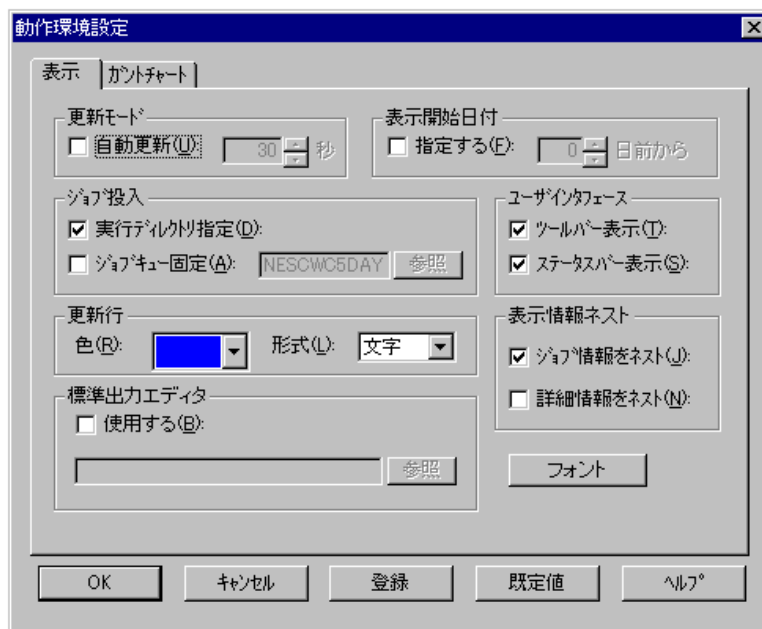 動作環境設定
表示 ｶﾞﾝﾄﾁｬｰﾄ
更新モード 表示開始日付
自動更新(U): 30 秒 指定する(F): 0 日前から
ｼﾞｮﾌﾞ投入 ﾕｰｻﾞｲﾝﾀﾌｪｰｽ
実行ﾃﾞｨﾚｸﾄﾘ指定(D): ﾂｰﾙﾊﾞｰ表示(T):
ｼﾞｮﾌﾞｷｭｰ固定(A): NESCWC5DAY 参照 ｽﾃｰﾀｽﾊﾞｰ表示(S):
更新行 表示情報ネスト
色(R): 形式(L): 文字 ｼﾞｮﾌﾞ情報をﾈｽﾄ(J):
標準出力エディタ 詳細情報をﾈｽﾄ(N):
使用する(B):
参照 フォント
OK ｷｬﾝｾﾙ 登録 既定値 ﾍﾙﾌﾟ